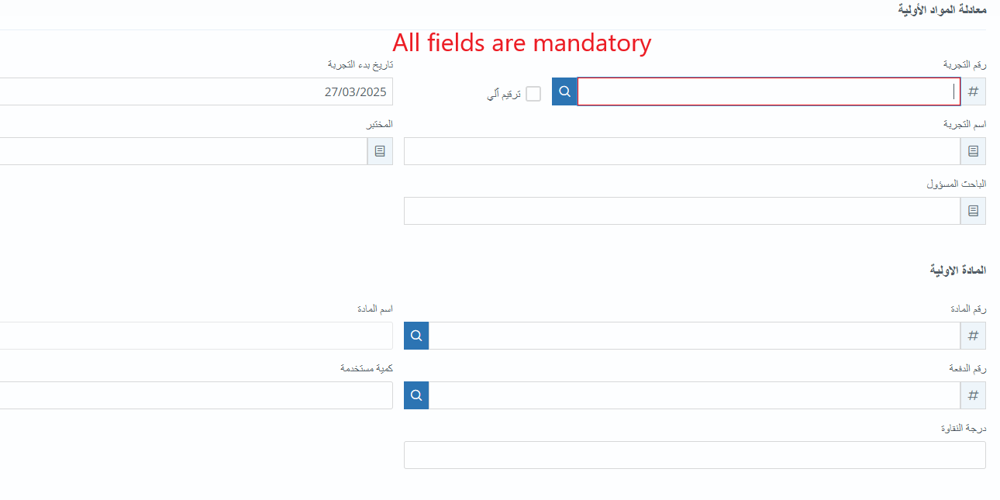 معادلة المواد الأولية
All fields are mandatory
رقم التجربة
تاريخ بدء التجربة
#
ترقيم آلي
27/03/2025
اسم التجربة
المختبر
الباحث المسؤول
المادة الاولية
رقم المادة
اسم المادة
#
رقم الدفعة
كمية مستخدمة
#
درجة النقاوة